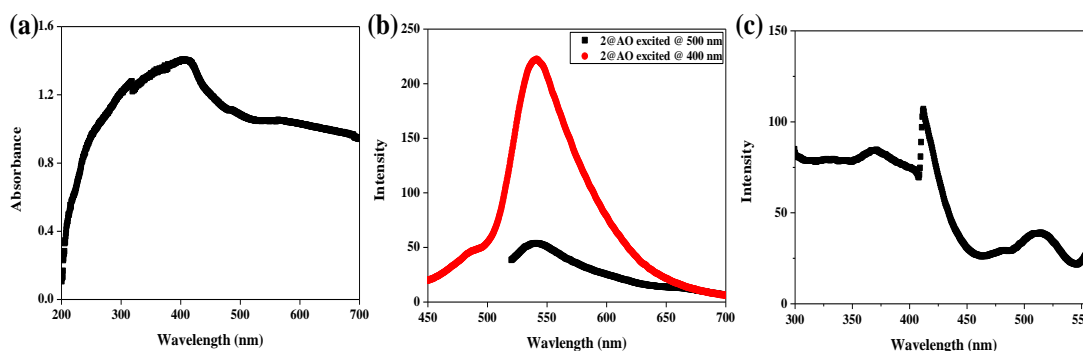 (a)
1.6
1.2
0.8
0.4
0.0
Absorbance
200 300 400 500 600 700
Wavelength (nm)
(b)
250
200
150
100
50
0
Intensity
2@AO excited @ 500 nm
2@AO excited @ 400 nm
450 500 550 600 650 700
Wavlength (nm)
(c)
150
100
50
0
Intensity
300 350 400 450 500
Wavelength (nm)